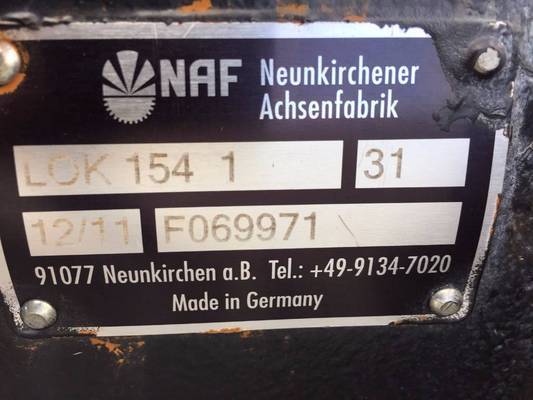 NAF Neunkirchener
Achsenfabrik
LOK 154 1 31
12/11 F069971
91077 Neunkirchen a.B. Tel.: +49-9134-7020
Made in Germany